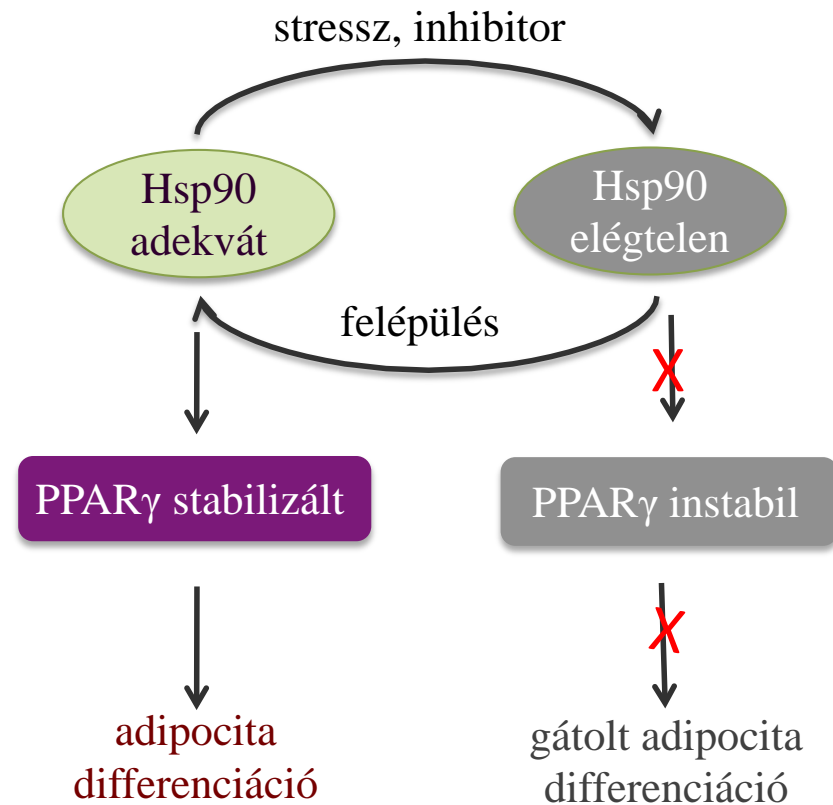 stressz, inhibitor
Hsp90
adekvát
Hsp90
elégtelen
felépülés
X
PPARγ stabilizált
PPARγ instabil
X
adipocita
differenciáció
gátolt adipocita
differenciáció